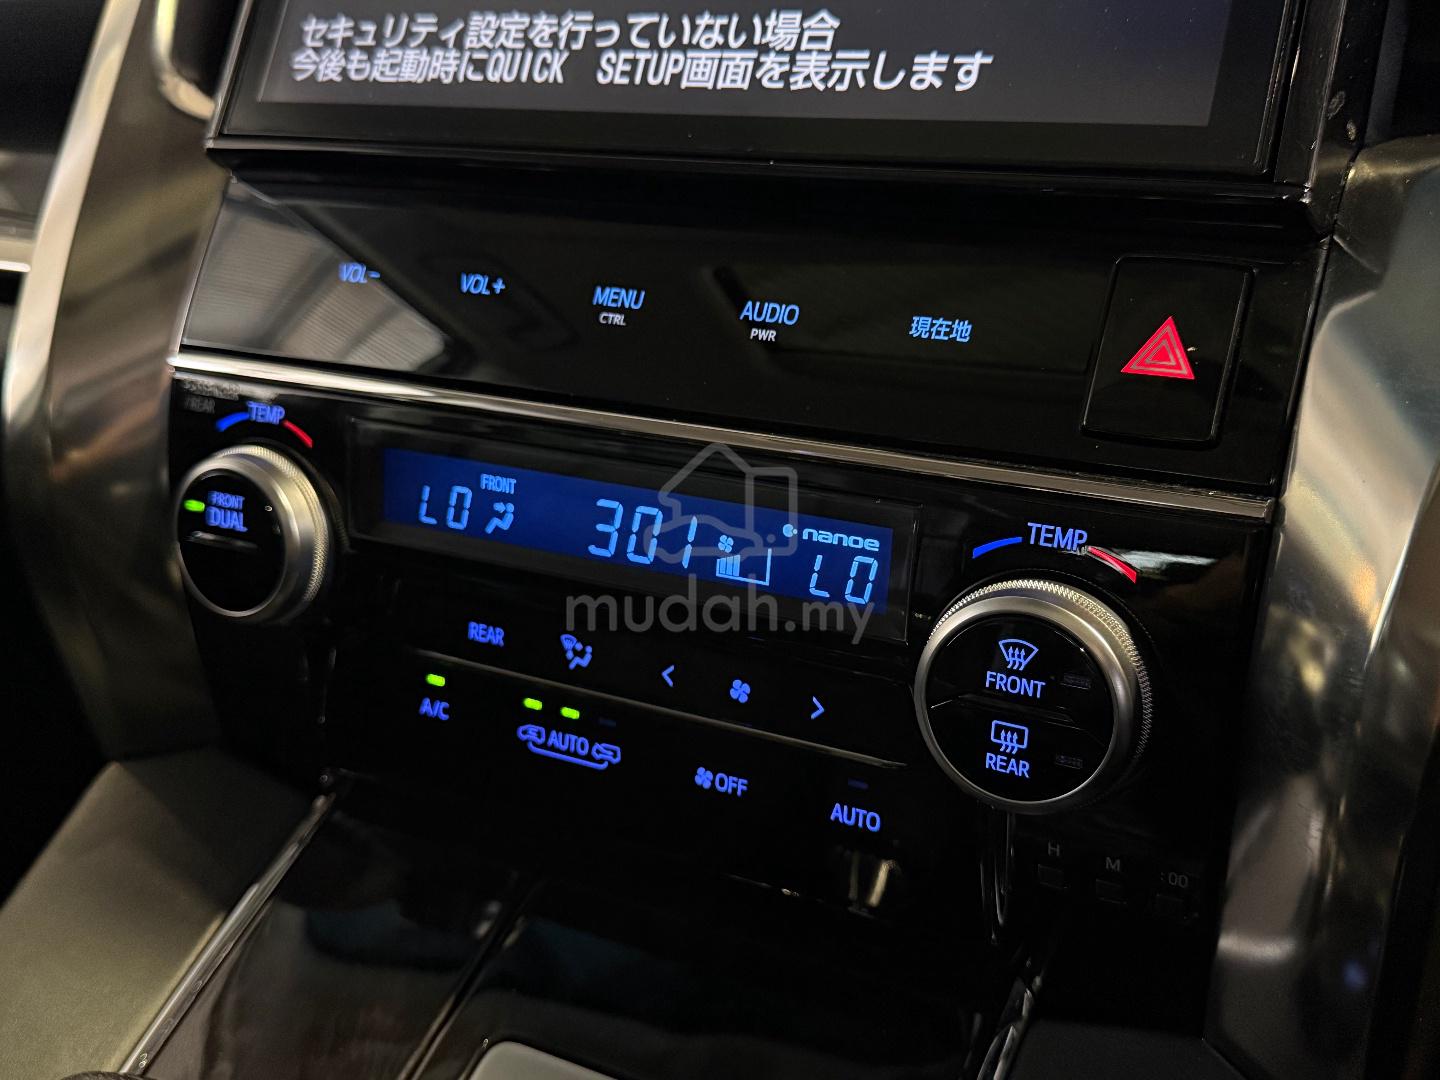 セキュリティ設定を行っていない場合
今後も起動時にQUICK SETUP画面を表示します
VOL-
VOL+
MENU
CTRL
AUDIO
PWR
現在地
/REAR
TEMP
FRONT
DUAL
LO
FRONT
301
nanoe
LO
mudah.my
TEMP
FRONT
REAR
REAR
A/C
AUTO
OFF
AUTO
H
M
:00